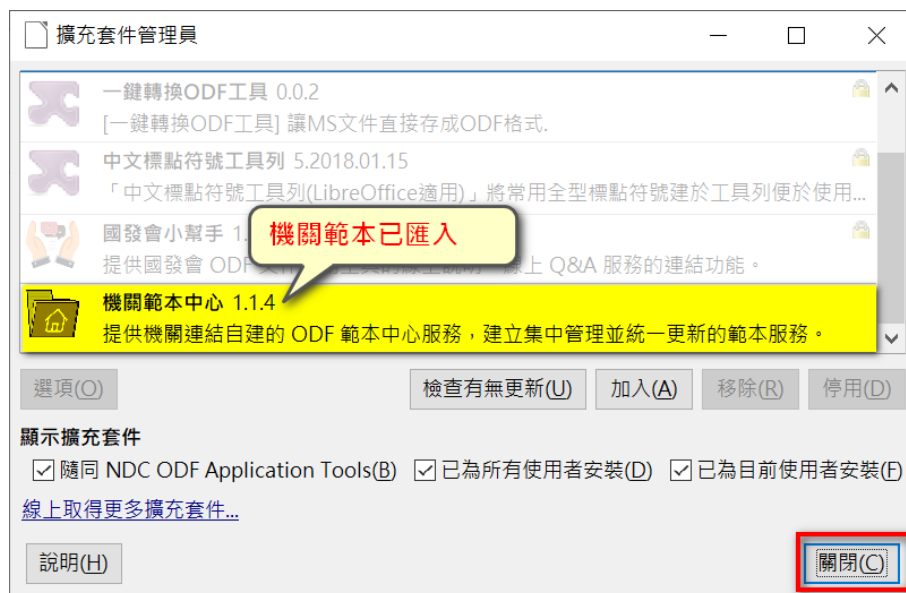 擴充套件管理員
一鍵轉換ODF工具 0.0.2
[一鍵轉換ODF工具] 讓MS文件直接存成ODF格式.
中文標點符號工具列 5.2018.01.15
「中文標點符號工具列(LibreOffice適用)」將常用全型標點符號建於工具列便於使用...
國發會小幫手 1.
機關範本已匯入
提供國發會 ODF 線上 Q&A 服務的連結功能。
機關範本中心 1.1.4
提供機關連結自建的 ODF 範本中心服務，建立集中管理並統一更新的範本服務。
選項(O) 檢查有無更新(U) 加入(A) 移除(R) 停用(D)
顯示擴充套件
隨同 NDC ODF Application Tools(B) 已為所有使用者安裝(D) 已為目前使用者安裝(F)
線上取得更多擴充套件...
說明(H) 關閉(C)